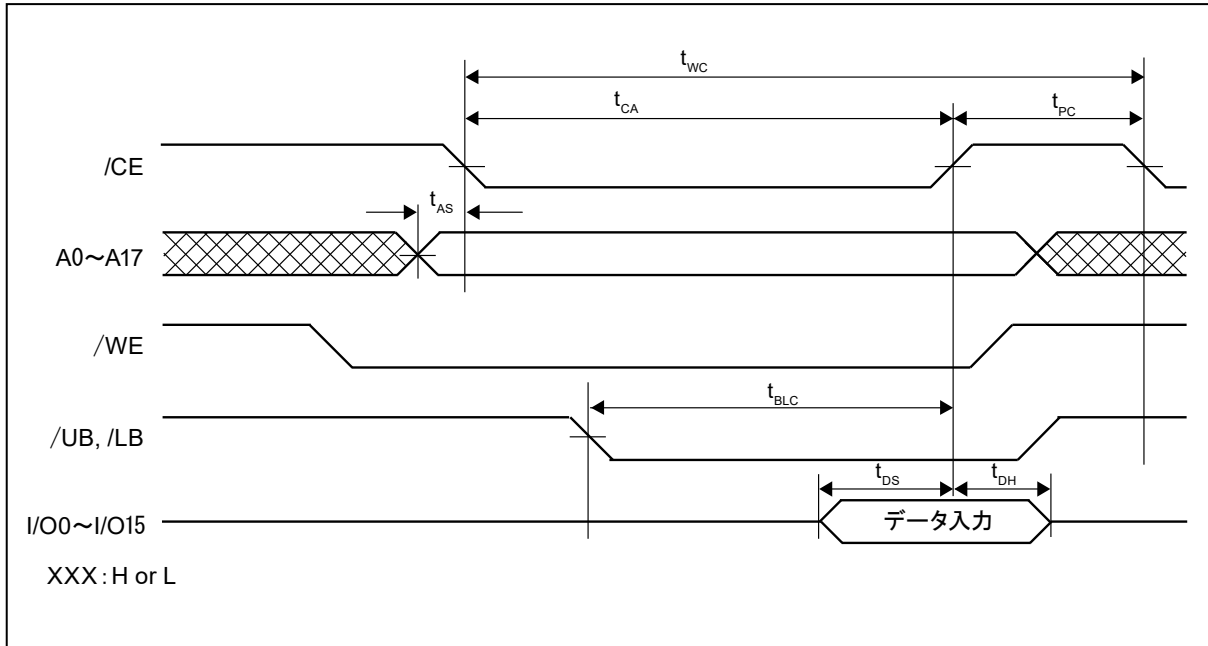 tWC
tCA
tPC
/CE
tAS
A0～A17
/WE
tBLC
/UB, /LB
tDS
tDH
I/O0～I/O15
データ入力
XXX：H or L